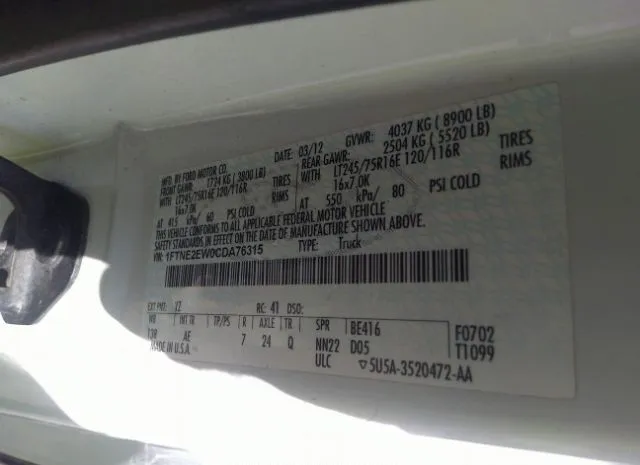 MFD. BY FORD MOTOR CO.
DATE: 03/12 GVWR: 4037 KG ( 8900 LB)
FRONT GAWR: 1724 KG ( 3800 LB) REAR GAWR: 2504 KG ( 5520 LB)
LT245/75R16E 120/116R WITH LT245/75R16E 120/116R TIRES
16x7.0K 16x7.0K RIMS
AT 415 kPa/ 60 PSI COLD AT 550 kPa/ 80 PSI COLD
THIS VEHICLE CONFORMS TO ALL APPLICABLE FEDERAL MOTOR VEHICLE
SAFETY STANDARDS IN EFFECT ON THE DATE OF MANUFACTURE SHOWN ABOVE.
VIN: 1FTNE2EW0CDA76315 TYPE: Truck
EXT PNT: YZ RC: 41 DSO:
WB INT TR TP/PS R AXLE TR SPR BE416 F0702
AE 7 24 Q NN22 D05 T1099
MADE IN U.S.A. ULC ▽5U5A-3520472-AA